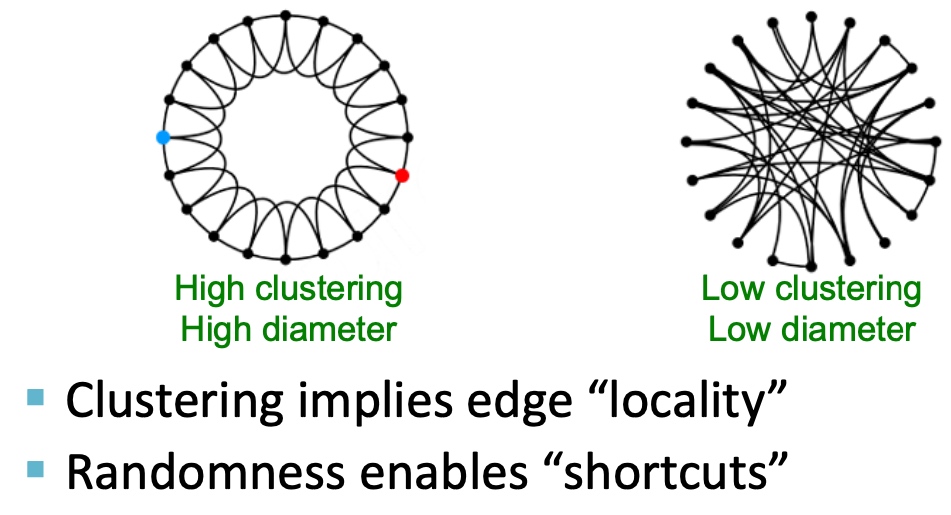 High clustering
High diameter
Low clustering
Low diameter
Clustering implies edge “locality”
Randomness enables “shortcuts”